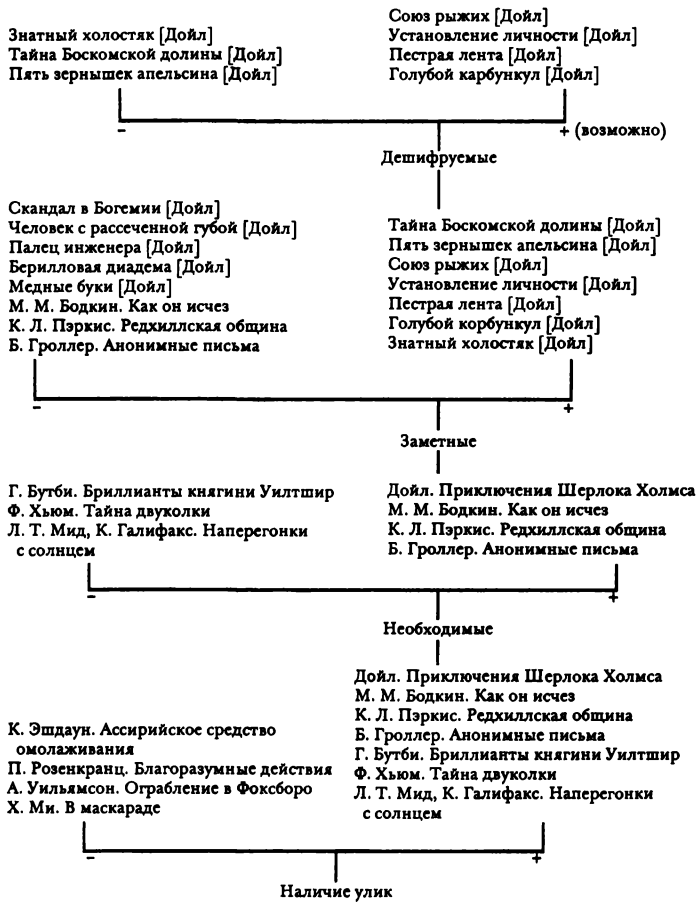 Знатный холостяк [Дойл]
Тайна Боскомской долины [Дойл]
Пять зернышек апельсина [Дойл]
Союз рыжих [Дойл]
Установление личности [Дойл]
Пестрая лента [Дойл]
Голубой карбункул [Дойл]
–
+ (возможно)
Дешифруемые
Скандал в Богемии [Дойл]
Человек с рассеченной губой [Дойл]
Палец инженера [Дойл]
Берилловая диадема [Дойл]
Медные буки [Дойл]
М. М. Бодкин. Как он исчез
К. Л. Пэркис. Редхиллская община
Б. Гроллер. Анонимные письма
Тайна Боскомской долины [Дойл]
Пять зернышек апельсина [Дойл]
Союз рыжих [Дойл]
Установление личности [Дойл]
Пестрая лента [Дойл]
Голубой корбункул [Дойл]
Знатный холостяк [Дойл]
–
+
Заметные
Г. Бутби. Бриллианты княгини Уилтшир
Ф. Хьюм. Тайна двуколки
Л. Т. Мид, К. Галифакс. Наперегонки
с солнцем
Дойл. Приключения Шерлока Холмса
М. М. Бодкин. Как он исчез
К. Л. Пэркис. Редхиллская община
Б. Гроллер. Анонимные письма
–
+
Необходимые
К. Эшдаун. Ассирийское средство
омолаживания
П. Розенкранц. Благоразумные действия
А. Уильямсон. Ограбление в Фоксборо
Х. Ми. В маскараде
Дойл. Приключения Шерлока Холмса
М. М. Бодкин. Как он исчез
К. Л. Пэркис. Редхиллская община
Б. Гроллер. Анонимные письма
Г. Бутби. Бриллианты княгини Уилтшир
Ф. Хьюм. Тайна двуколки
Л. Т. Мид, К. Галифакс. Наперегонки
с солнцем
–
+
Наличие улик